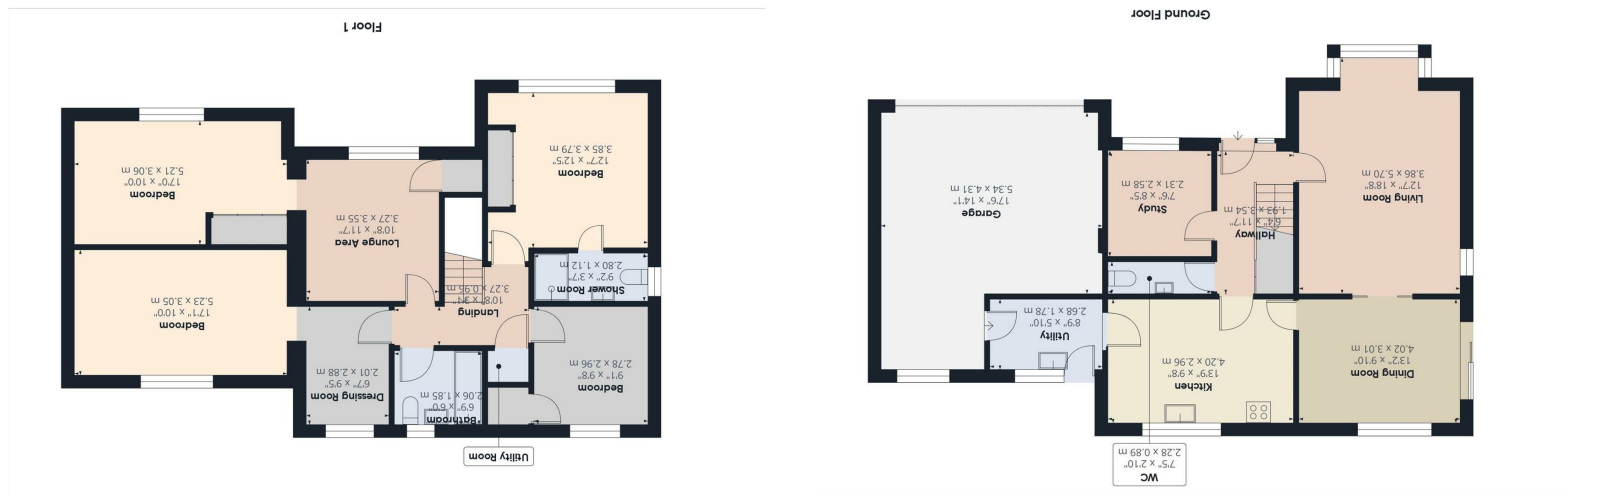 WC
7'5" x 2'10"
2.28 x 0.89 m
Dining Room
13'2" x 9'10"
4.02 x 3.01 m
Kitchen
13'9" x 9'8"
4.20 x 2.96 m
Utility
8'9" x 5'10"
2.68 x 1.78 m
Hallway
6'4" x 11'7"
1.93 x 3.54 m
Living Room
12'7" x 18'8"
3.86 x 5.70 m
Study
7'6" x 8'5"
2.31 x 2.58 m
Garage
17'6" x 14'1"
5.34 x 4.31 m
Ground Floor
Utility Room
Bedroom
9'1" x 9'8"
2.78 x 2.96 m
Bathroom
6'9" x 6'0"
2.06 x 1.85 m
Dressing Room
6'7" x 9'5"
2.01 x 2.88 m
Bedroom
17'1" x 10'0"
5.23 x 3.05 m
Landing
10'8" x 3'1"
3.27 x 0.96 m
Shower Room
9'2" x 3'7"
2.80 x 1.12 m
Lounge Area
10'8" x 11'7"
3.27 x 3.55 m
Bedroom
12'7" x 12'5"
3.85 x 3.79 m
Bedroom
17'0" x 10'0"
5.21 x 3.06 m
Floor 1